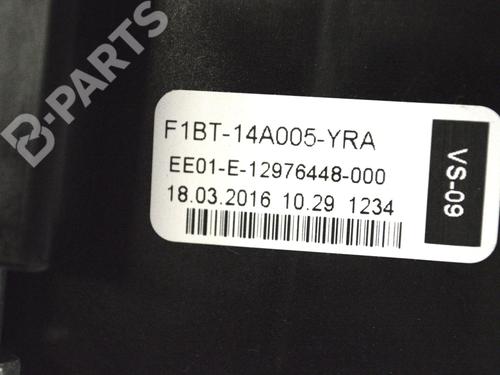 B-PARTS
F1BT-14A005-YRA
EE01-E-12976448-000
18.03.2016 10.29 1234
VS-09